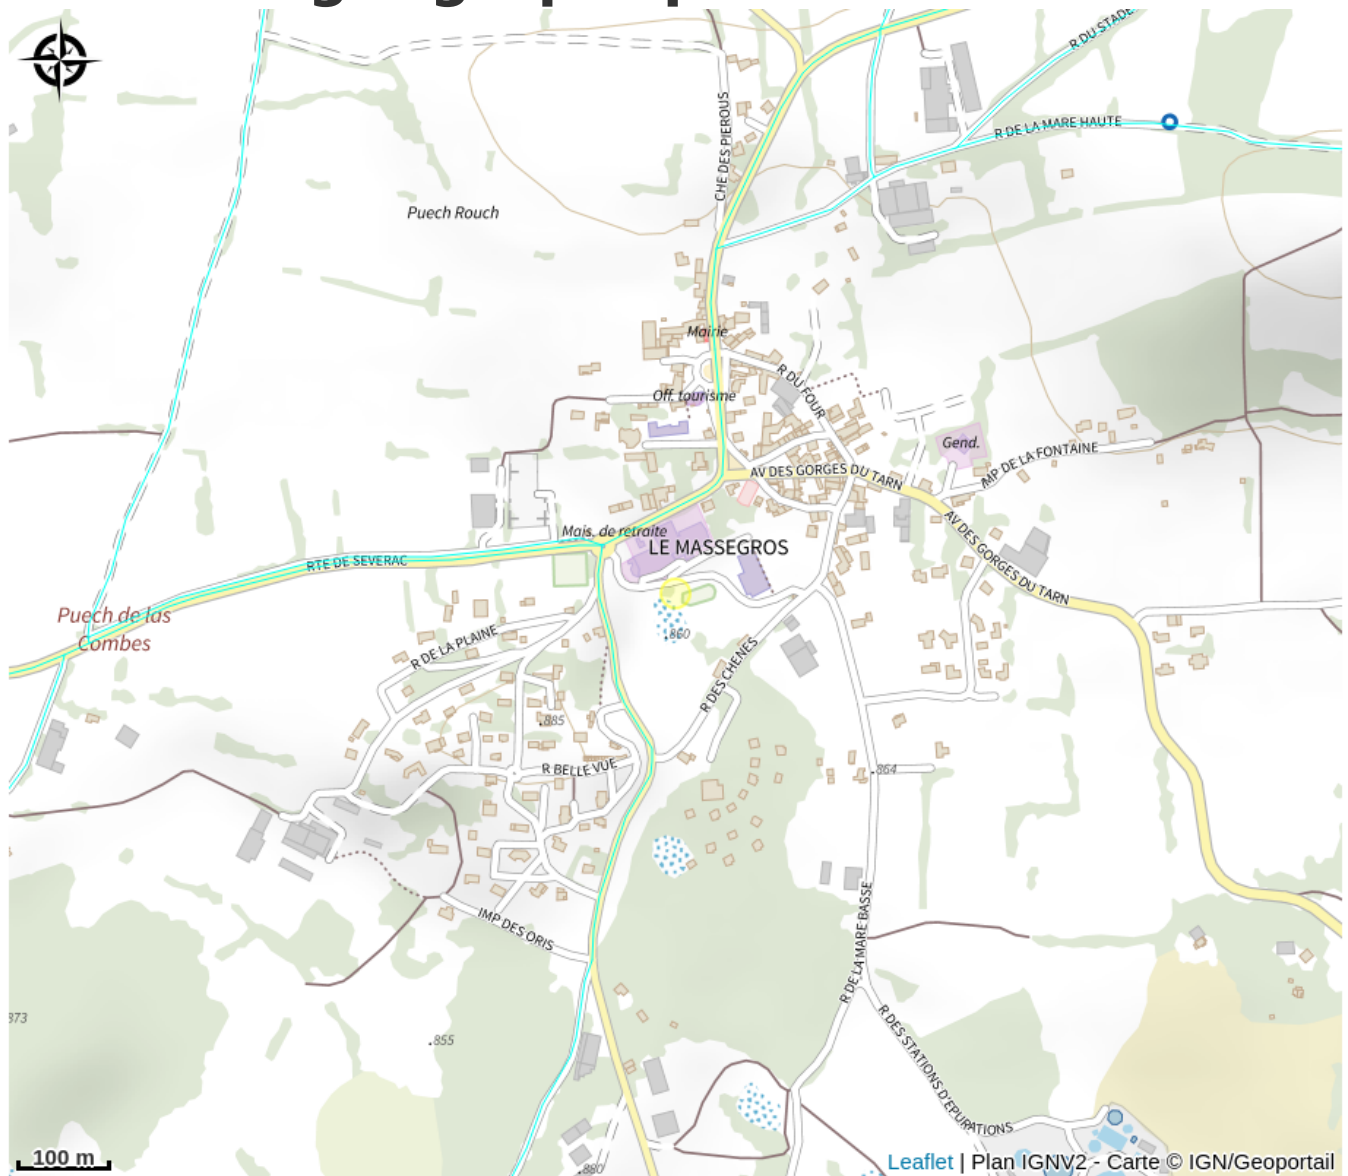 R DU STADE
R DE LA MARE HAUTE
CHE DES PIEROUS
Puech Rouch
Mairie
R DU FOUR
Off. tourisme
Gend.
IMP DE LA FONTAINE
AV DES GORGES DU TARN
Mais. de retraite
LE MASSEGROS
AV DES GORGES DU TARN
RTE DE SEVERAC
Puech de las
Combes
R DE LA PLAINE
860
R DES CHENES
885
R BELLE VUE
864
R DE LA MARE BASSE
IMP DES ORIS
873
855
R DES STATIONS D'EPURATIONS
880
100 m
Leaflet | Plan IGNV2 - Carte © IGN/Geoportail